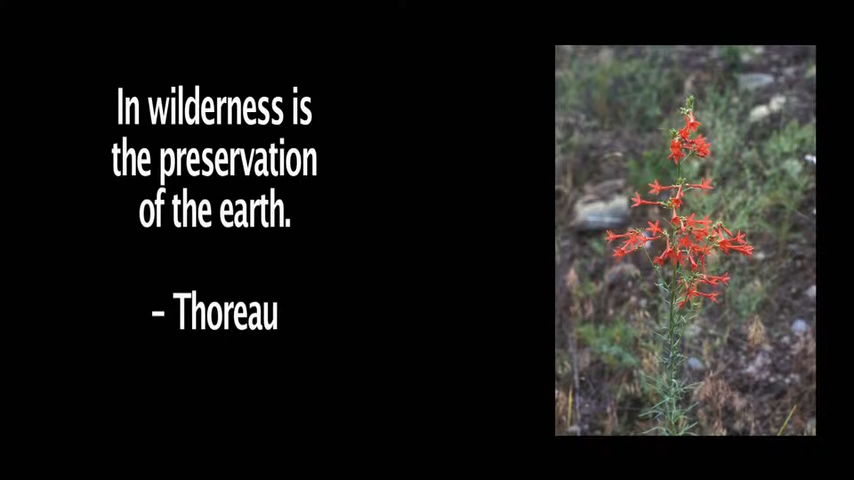 In wilderness is
the preservation
of the earth.
– Thoreau